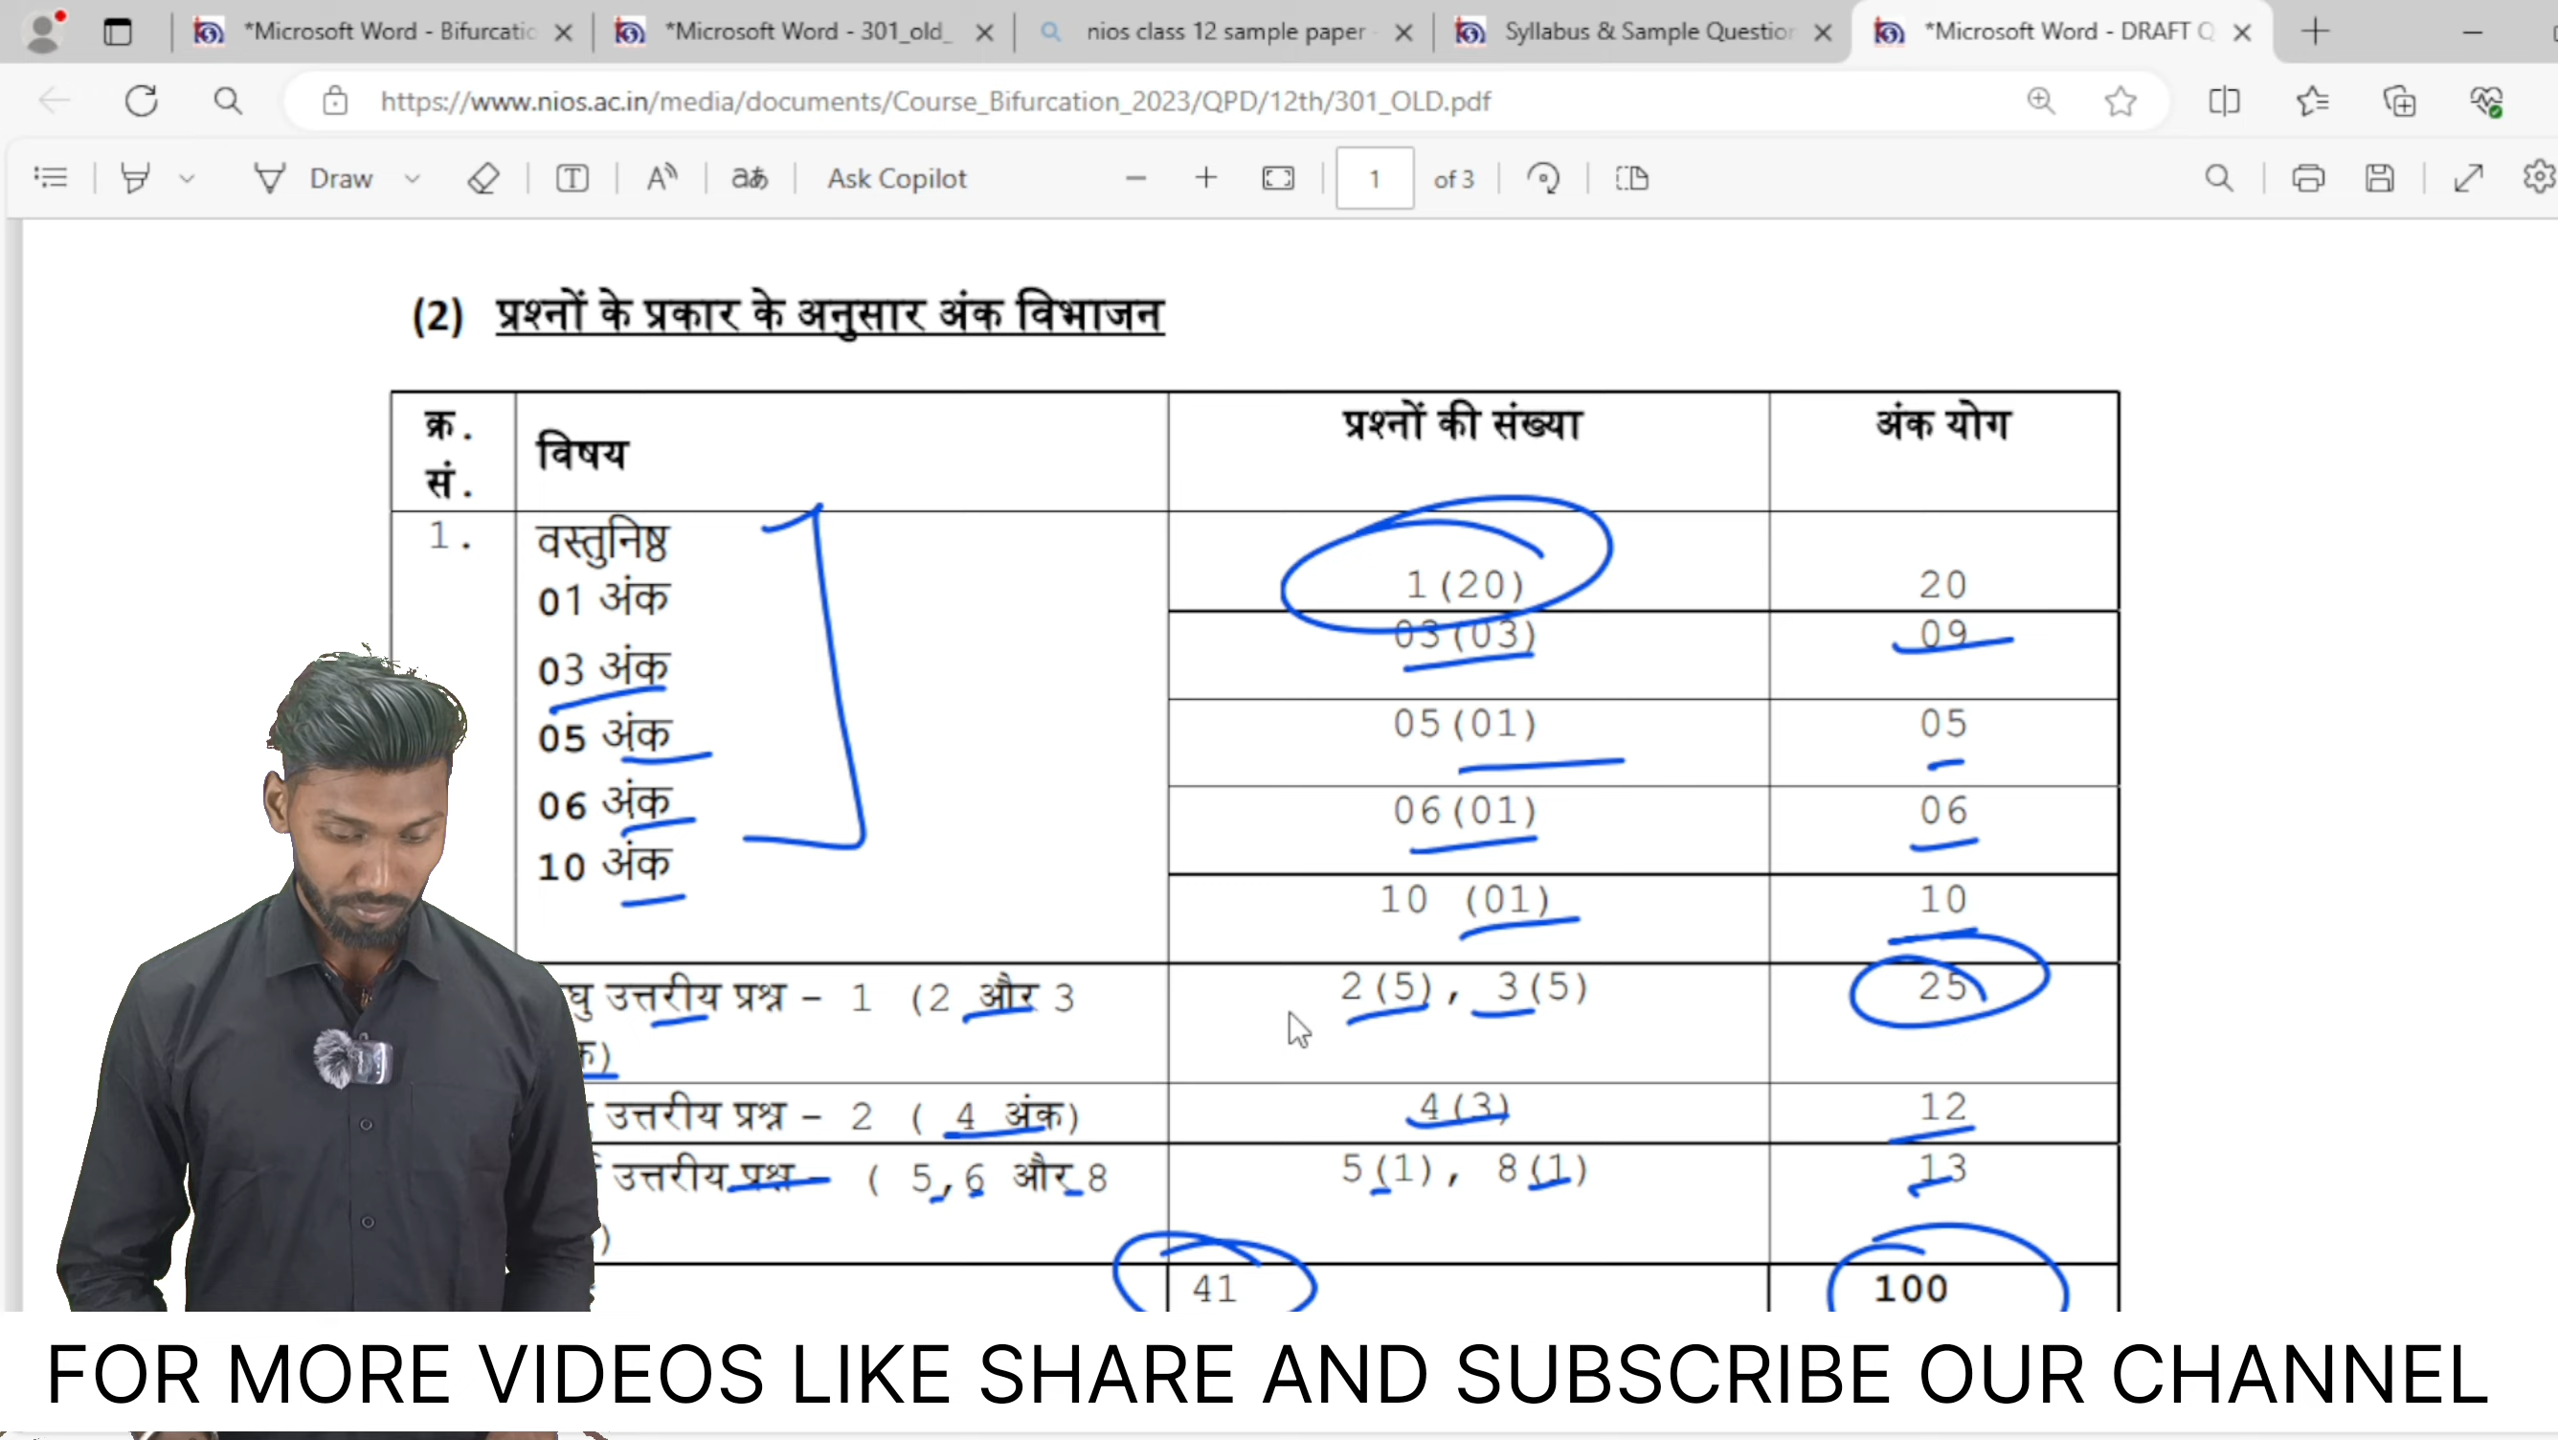 *Microsoft Word - Bifurcatic
*Microsoft Word - 301_old_
nios class 12 sample paper
Syllabus & Sample Question
*Microsoft Word - DRAFT Q
https://www.nios.ac.in/media/documents/Course_Bifurcation_2023/QPD/12th/301_OLD.pdf
Draw
Ask Copilot
1 of 3
(2) प्रश्नों के प्रकार के अनुसार अंक विभाजन
क्र. सं. विषय प्रश्नों की संख्या अंक योग
1. वस्तुनिष्ठ
01 अंक 1(20) 20
03 अंक 03(03) 09
05 अंक 05(01) 05
06 अंक 06(01) 06
10 अंक 10 (01) 10
घु उत्तरीय प्रश्न - 1 (2 और 3 2(5), 3(5) 25
क)
उत्तरीय प्रश्न - 2 ( 4 अंक) 4(3) 12
उत्तरीय प्रश्न - ( 5,6 और 8 5(1), 8(1) 13
)
41 100
FOR MORE VIDEOS LIKE SHARE AND SUBSCRIBE OUR CHANNEL